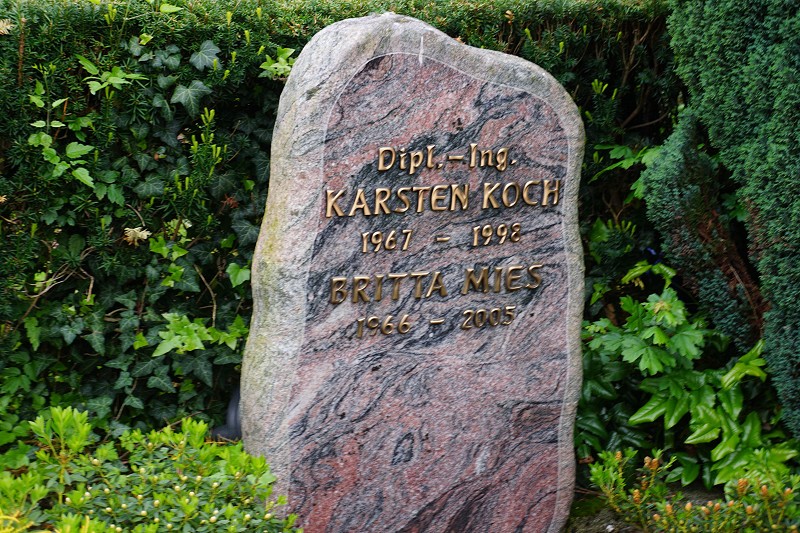 Dipl.-Ing.
KARSTEN KOCH
1967 - 1998
BRITTA MIES
1966 - 2005